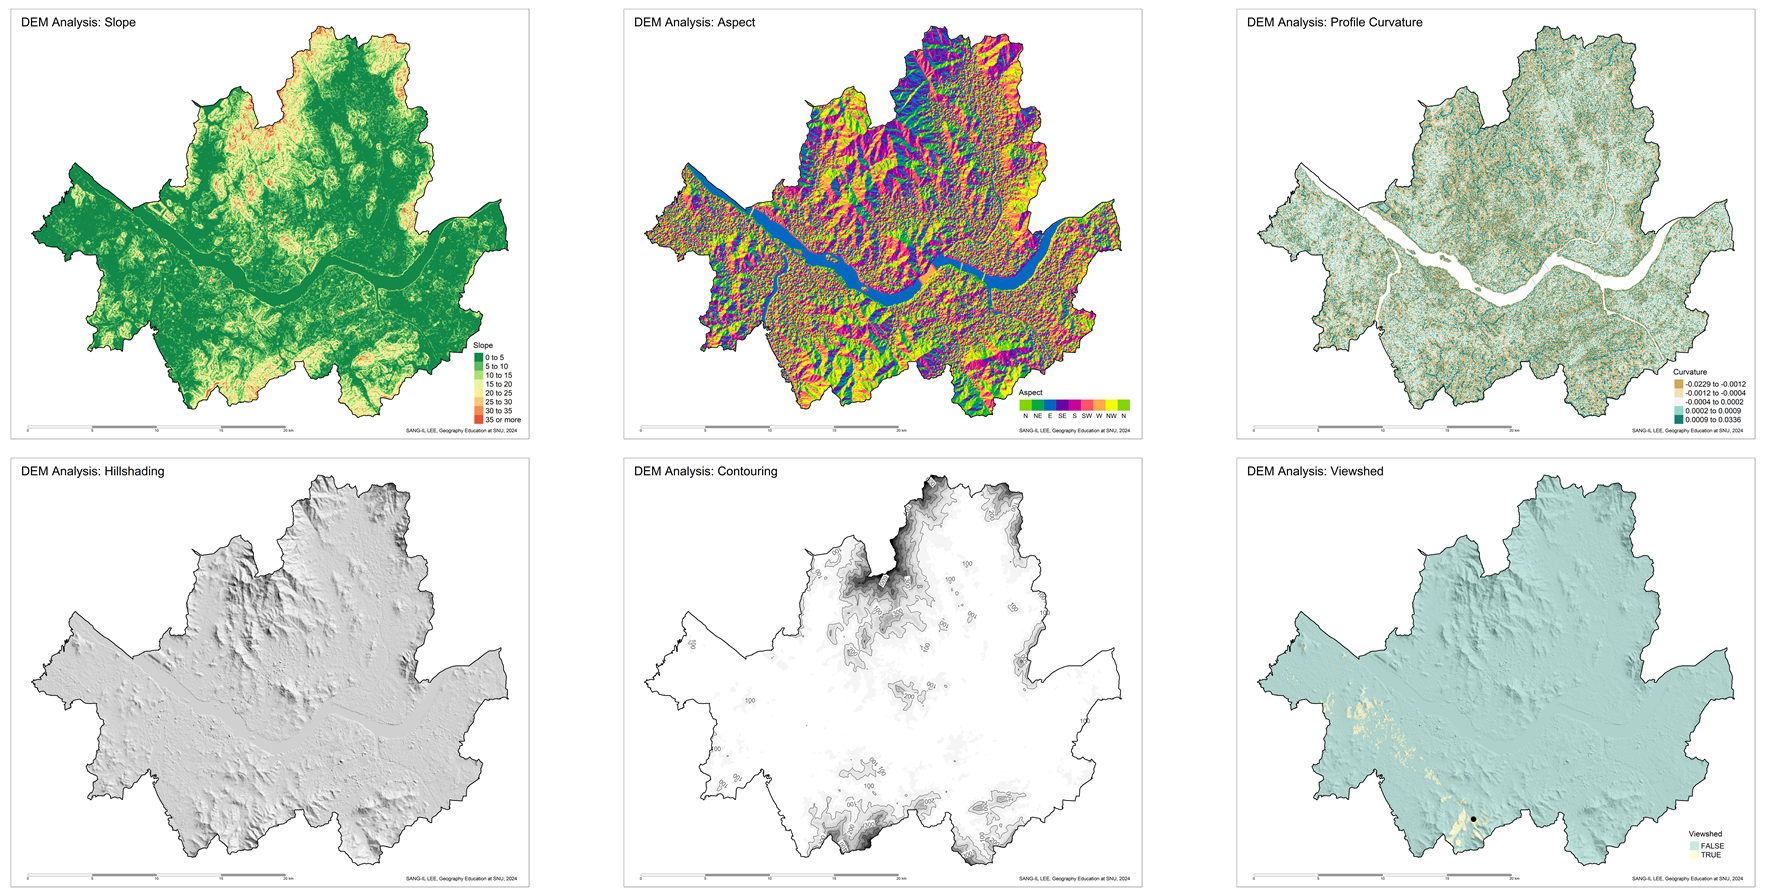 DEM Analysis: Slope
Slope
0 to 5
5 to 10
10 to 15
15 to 20
20 to 25
25 to 30
30 to 35
35 or more
0 5 10 15 20 km
SANG-IL LEE, Geography Education at SNU, 2024
DEM Analysis: Aspect
Aspect
N NE E SE S SW W NW N
0 5 10 15 20 km
SANG-IL LEE, Geography Education at SNU, 2024
DEM Analysis: Profile Curvature
Curvature
-0.0229 to -0.0012
-0.0012 to -0.0004
-0.0004 to 0.0002
0.0002 to 0.0009
0.0009 to 0.0336
0 5 10 15 20 km
SANG-IL LEE, Geography Education at SNU, 2024
DEM Analysis: Hillshading
0 5 10 15 20 km
SANG-IL LEE, Geography Education at SNU, 2024
DEM Analysis: Contouring
100
100
100
100
100
200
100
100
100
100
100
200
0 5 10 15 20 km
SANG-IL LEE, Geography Education at SNU, 2024
DEM Analysis: Viewshed
Viewshed
FALSE
TRUE
0 5 10 15 20 km
SANG-IL LEE, Geography Education at SNU, 2024